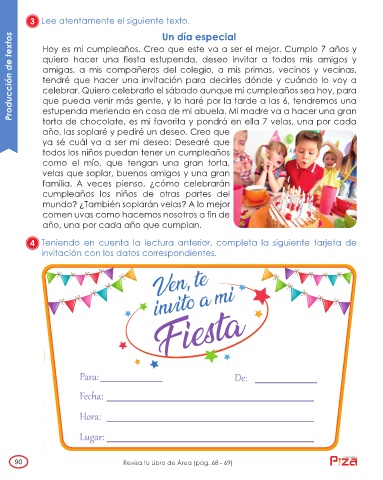 Producción de textos
3 Lee atentamente el siguiente texto.
Un día especial
Hoy es mi cumpleaños. Creo que este va a ser el mejor. Cumplo 7 años y
quiero hacer una fiesta estupenda, deseo invitar a todos mis amigos y
amigas, a mis compañeros del colegio, a mis primas, vecinos y vecinas,
tendré que hacer una invitación para decirles dónde y cuándo lo voy a
celebrar. Quiero celebrarlo el sábado aunque mi cumpleaños sea hoy, para
que pueda venir más gente, y lo haré por la tarde a las 6, tendremos una
estupenda merienda en casa de mi abuela. Mi madre va a hacer una gran
torta de chocolate, es mi favorita y pondrá en ella 7 velas, una por cada
año, las soplaré y pediré un deseo. Creo que
ya sé cuál va a ser mi deseo; Desearé que
todos los niños puedan tener un cumpleaños
como el mío, que tengan una gran torta,
velas que soplar, buenos amigos y una gran
familia. A veces pienso, ¿cómo celebrarán
cumpleaños los niños de otras partes del
mundo? ¿También soplarán velas? A lo mejor
comen uvas como hacemos nosotros a fin de
año, una por cada año que cumplan.
4 Teniendo en cuenta la lectura anterior, completa la siguiente tarjeta de
invitación con los datos correspondientes.
Ven, te
invito a mi
Fiesta
Para: De:
Fecha:
Hora:
Lugar:
90 Revisa tu Libro de Área (pág. 68 - 69)